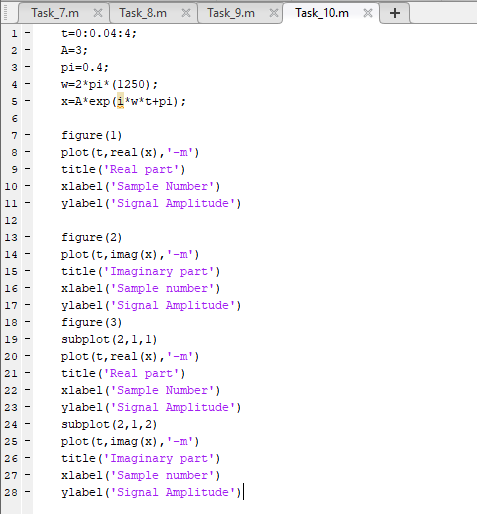 Task_7.m Task_8.m Task_9.m Task_10.m +
1 - t=0:0.04:4;
2 - A=3;
3 - pi=0.4;
4 - w=2*pi*(1250);
5 - x=A*exp(i*w*t+pi);
6
7 - figure(1)
8 - plot(t,real(x),'-m')
9 - title('Real part')
10 - xlabel('Sample Number')
11 - ylabel('Signal Amplitude')
12
13 - figure(2)
14 - plot(t,imag(x),'-m')
15 - title('Imaginary part')
16 - xlabel('Sample number')
17 - ylabel('Signal Amplitude')
18 - figure(3)
19 - subplot(2,1,1)
20 - plot(t,real(x),'-m')
21 - title('Real part')
22 - xlabel('Sample Number')
23 - ylabel('Signal Amplitude')
24 - subplot(2,1,2)
25 - plot(t,imag(x),'-m')
26 - title('Imaginary part')
27 - xlabel('Sample number')
28 - ylabel('Signal Amplitude')